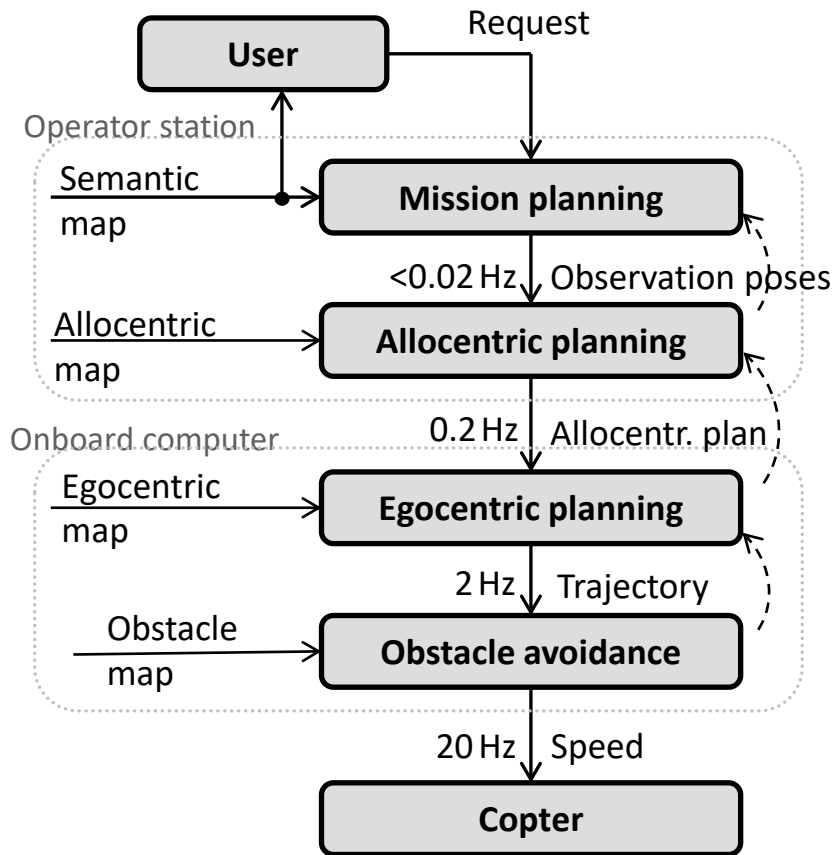 Request
User
Operator station
Semantic
map
Mission planning
<0.02 Hz
Observation poses
Allocentric
map
Allocentric planning
0.2 Hz
Allocentr. plan
Onboard computer
Egocentric
map
Egocentric planning
2 Hz
Trajectory
Obstacle
map
Obstacle avoidance
20 Hz
Speed
Copter